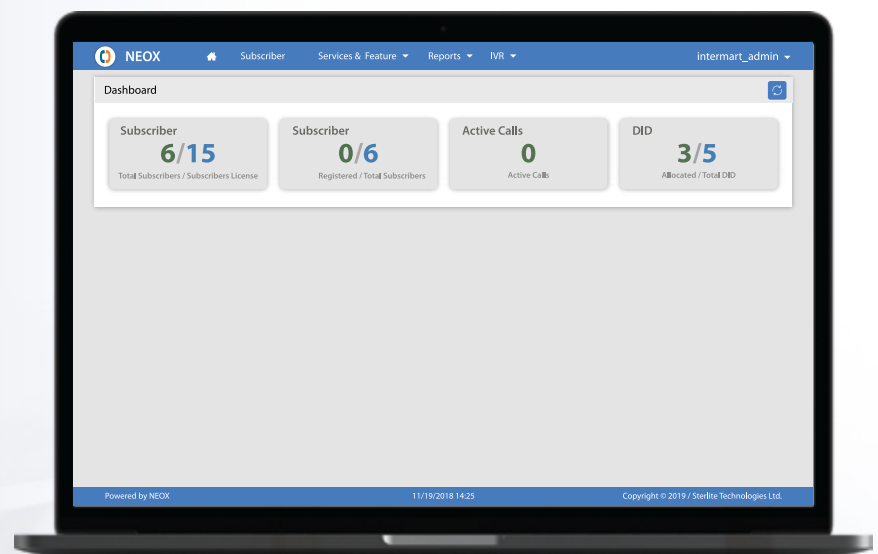 NEOX
Subscriber
Services & Feature
Reports
IVR
intermart_admin
Dashboard
Subscriber
6/15
Total Subscribers / Subscribers License
Subscriber
0/6
Registered / Total Subscribers
Active Calls
0
Active Calls
DID
3/5
Allocated / Total DID
Powered by NEOX
11/19/2018 14:25
Copyright © 2019 / Sterlite Technologies Ltd.